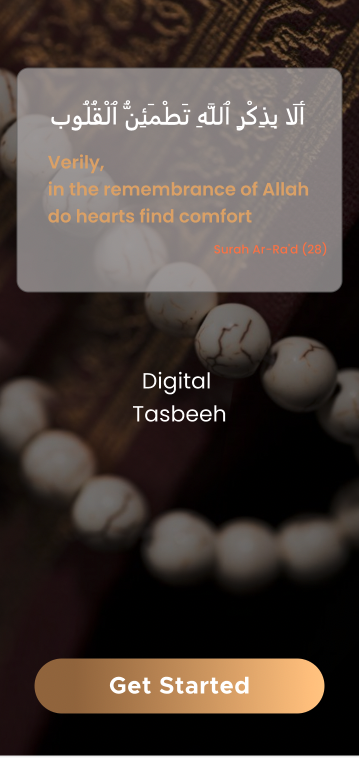 أَلَا بِذِكْرِ ٱللَّهِ تَطْمَئِنُّ ٱلْقُلُوب
Verily,
in the remembrance of Allah
do hearts find comfort
Surah Ar-Ra'd (28)
Digital
Tasbeeh
Get Started